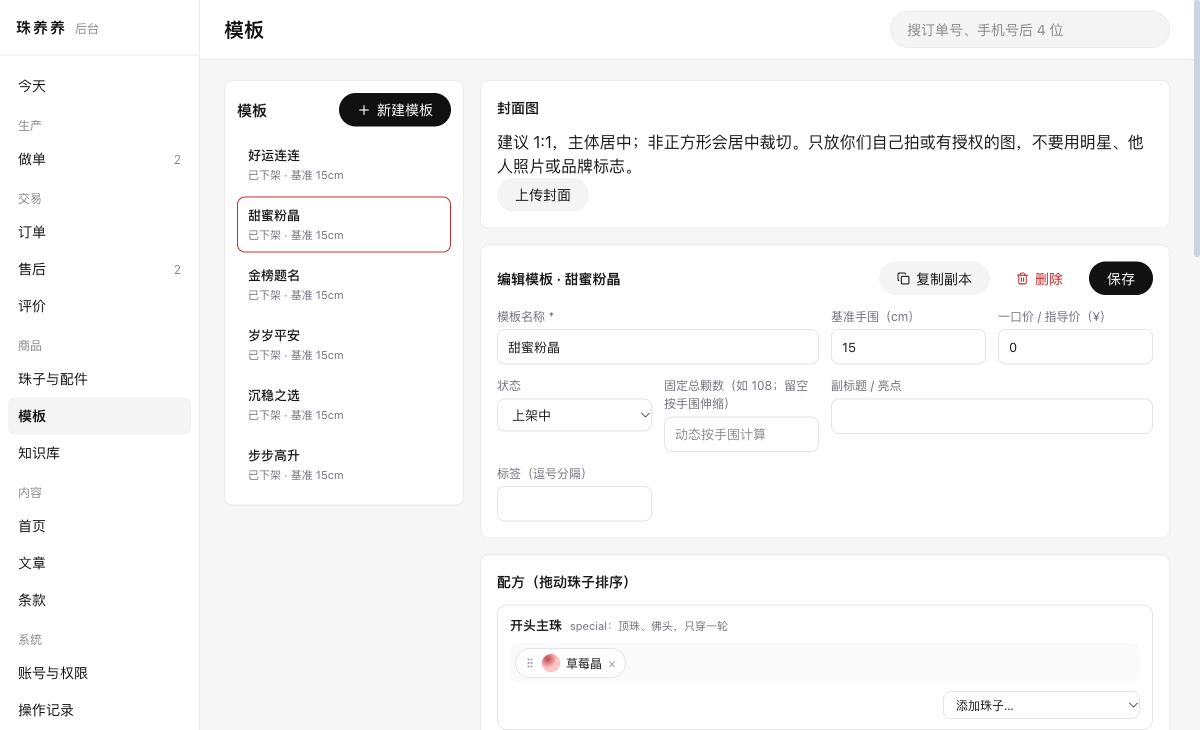 珠养养 后台
今天
生产
做单 2
交易
订单
售后 2
评价
商品
珠子与配件
模板
知识库
内容
首页
文章
条款
系统
账号与权限
操作记录
模板
搜订单号、手机号后 4 位
模板
+ 新建模板
好运连连
已下架 · 基准 15cm
甜蜜粉晶
已下架 · 基准 15cm
金榜题名
已下架 · 基准 15cm
岁岁平安
已下架 · 基准 15cm
沉稳之选
已下架 · 基准 15cm
步步高升
已下架 · 基准 15cm
封面图
建议 1:1，主体居中；非正方形会居中裁切。只放你们自己拍或有授权的图，不要用明星、他
人照片或品牌标志。
上传封面
编辑模板 · 甜蜜粉晶
复制副本
删除
保存
模板名称 *
甜蜜粉晶
基准手围（cm）
15
一口价 / 指导价（¥）
0
状态
上架中
固定总颗数（如 108；留空
按手围伸缩）
动态按手围计算
副标题 / 亮点
标签（逗号分隔）
配方（拖动珠子排序）
开头主珠 special：顶珠、佛头，只穿一轮
草莓晶 ×
添加珠子...